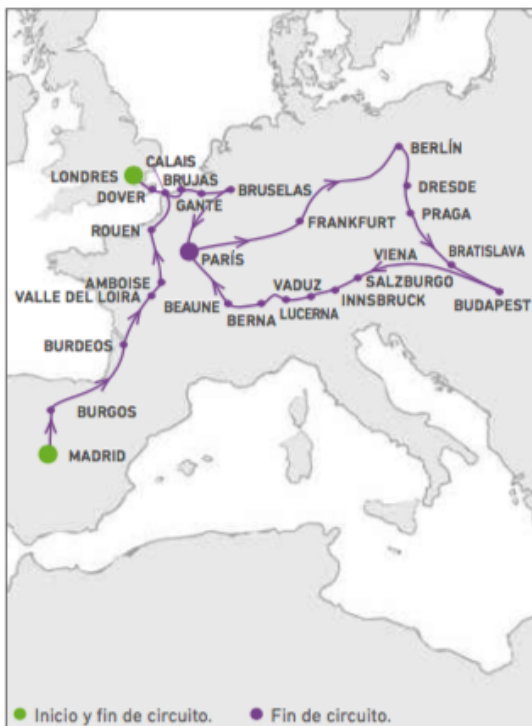 BERLÍN
CALAIS
LONDRES
BRUJAS
BRUSELAS
DOVER
GANTE
DRESDE
FRANKFURT
PRAGA
ROUEN
PARÍS
VIENA
BRATISLAVA
AMBOISE
VADUZ
SALZBURGO
VALLE DEL LOIRA
BEAUNE
LUCERNA
INNSBRUCK
BUDAPEST
BERNA
BURDEOS
BURGOS
MADRID
Inicio y fin de circuito.
Fin de circuito.